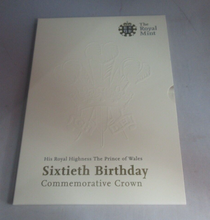 The
Royal
Mint
His Royal Highness The Prince of Wales
Sixtieth Birthday
Commemorative Crown